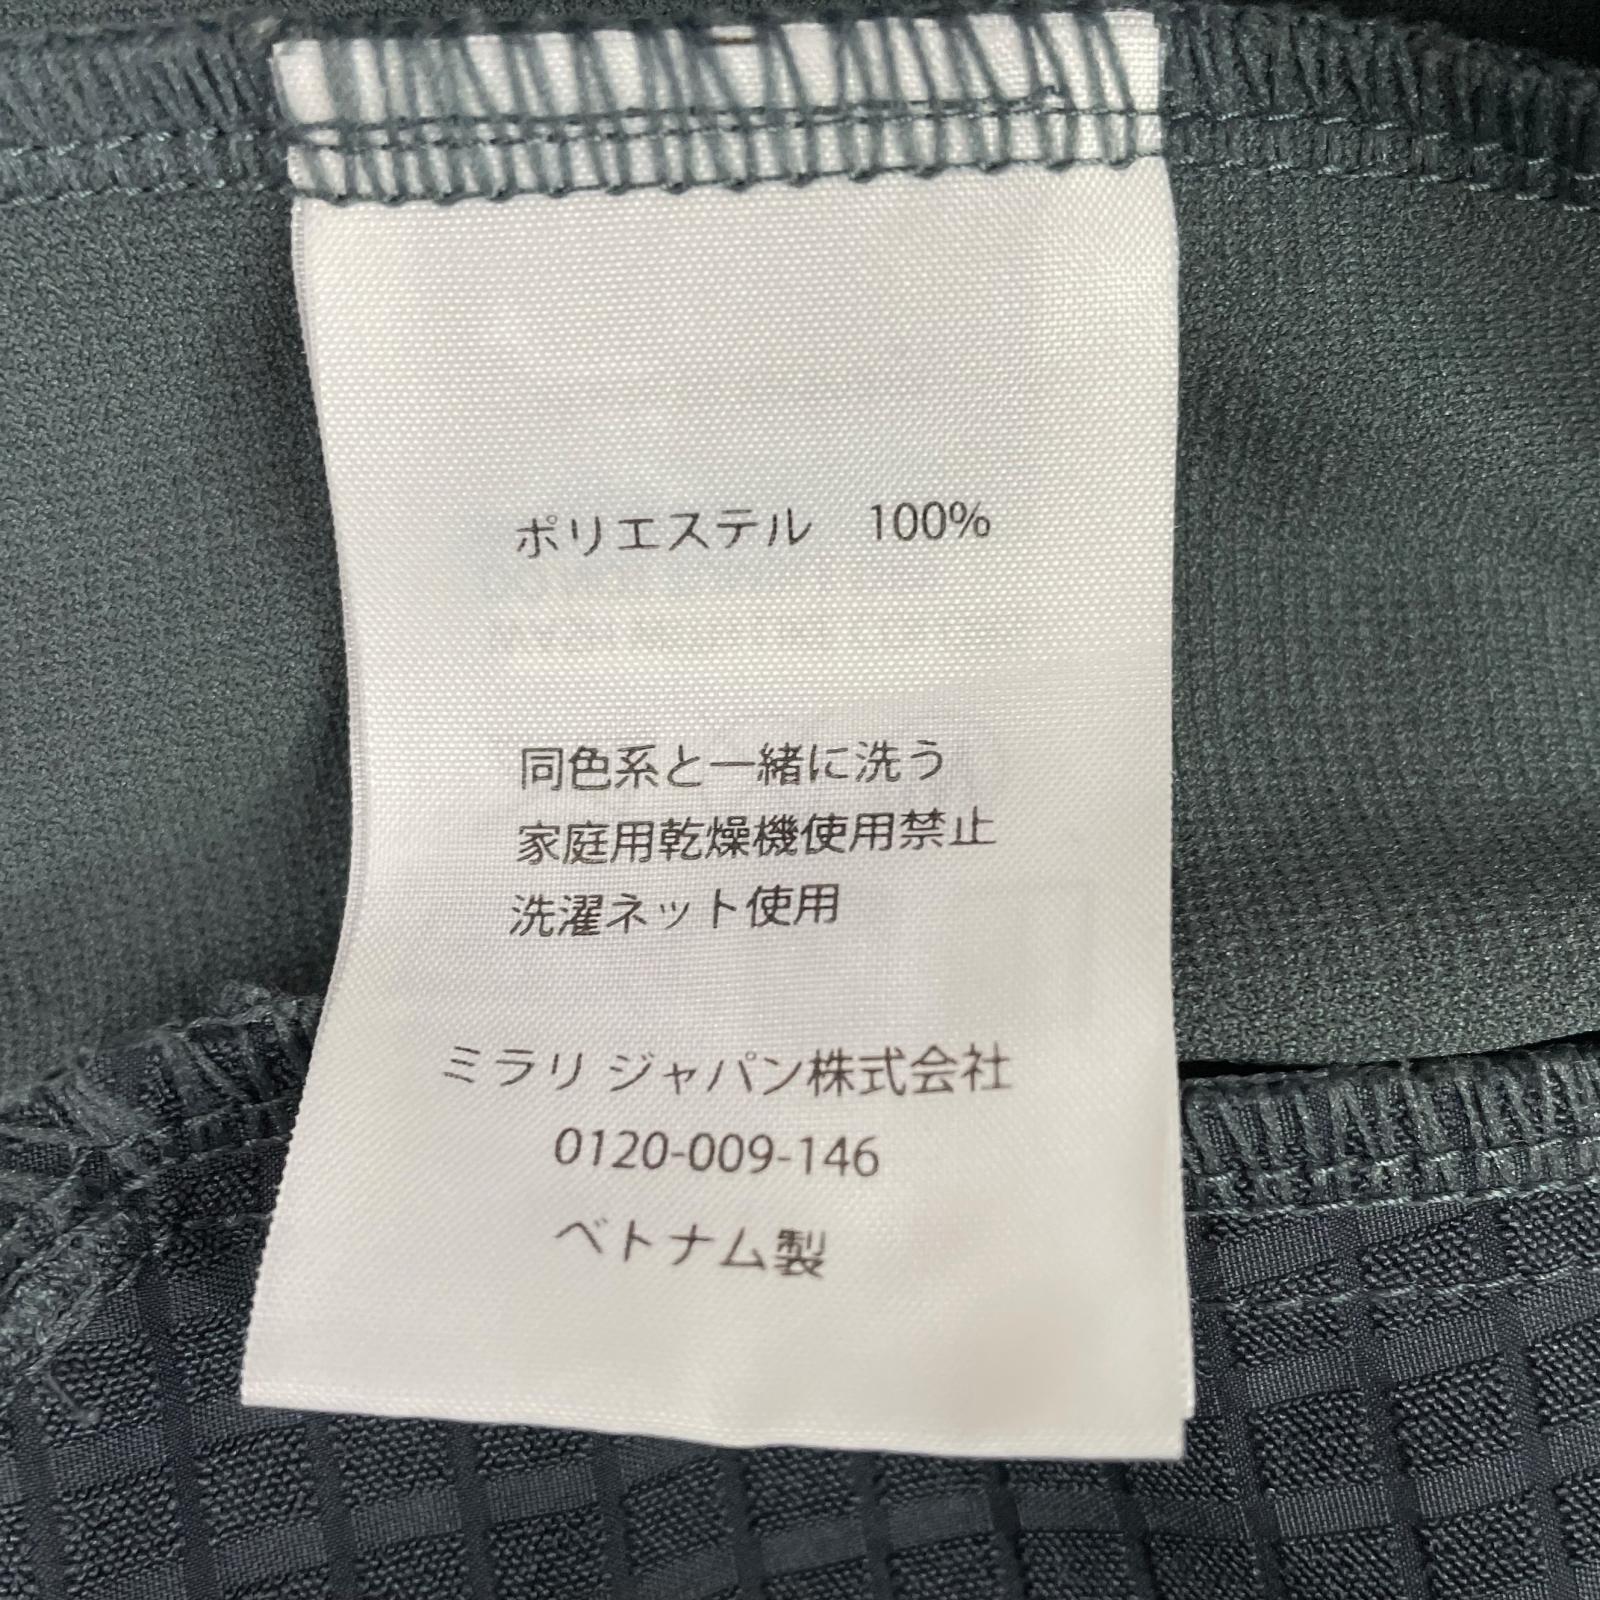 ポリエステル　100%
同色系と一緒に洗う
家庭用乾燥機使用禁止
洗濯ネット使用
ミラリ ジャパン株式会社
0120-009-146
ベトナム製